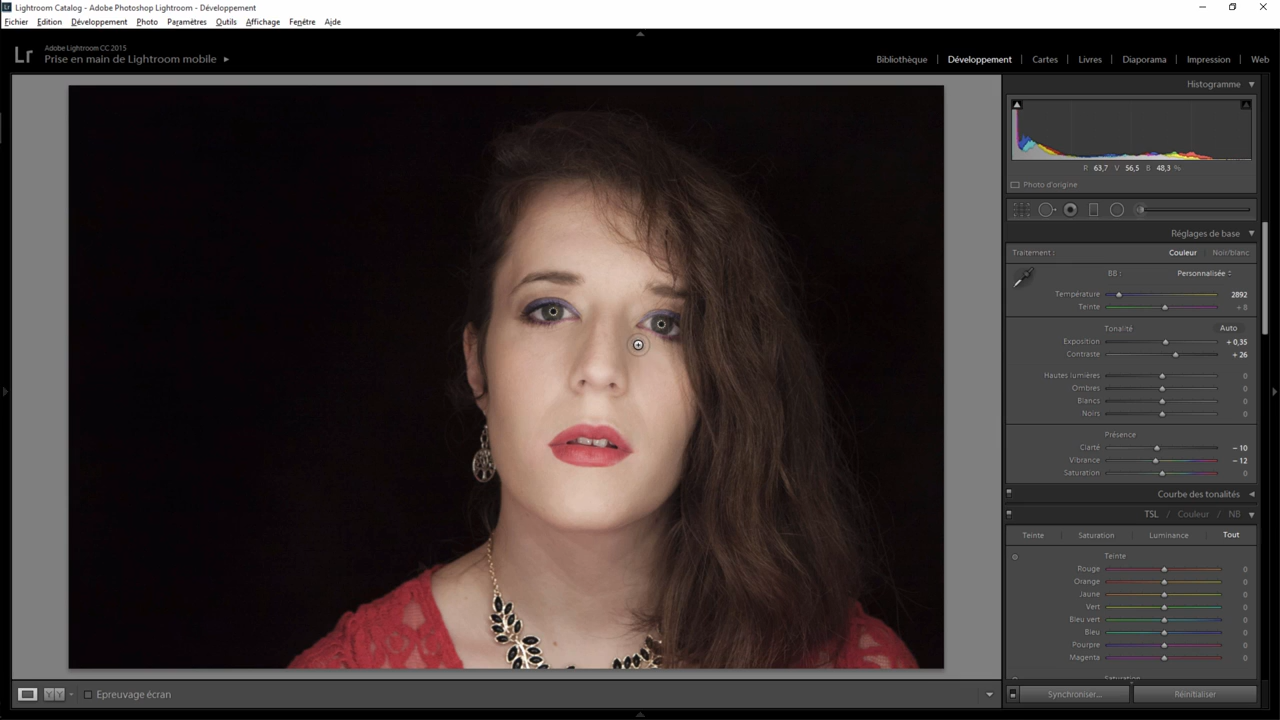 Lightroom Catalog - Adobe Photoshop Lightroom - Développement
Fichier Edition Développement Photo Paramètres Outils Affichage Fenêtre Aide
Lr
Adobe Lightroom CC 2015
Prise en main de Lightroom mobile
Bibliothèque | Développement | Cartes | Livres | Diaporama | Impression | Web
Histogramme
R 63,7 V 56,5 B 48,3 %
Photo d'origine
Réglages de base
Traitement : Couleur Noir/blanc
BB : Personnalisée
Température 2892
Teinte + 8
Tonalité Auto
Exposition + 0,35
Contraste + 26
Hautes lumières 0
Ombres 0
Blancs 0
Noirs 0
Présence
Clarté - 10
Vibrance - 12
Saturation 0
Courbe des tonalités
TSL / Couleur / NB
Teinte Saturation Luminance Tout
Teinte
Rouge 0
Orange 0
Jaune 0
Vert 0
Bleu vert 0
Bleu 0
Pourpre 0
Magenta 0
Saturation
Y Y Epreuvage écran
Synchroniser... Réinitialiser